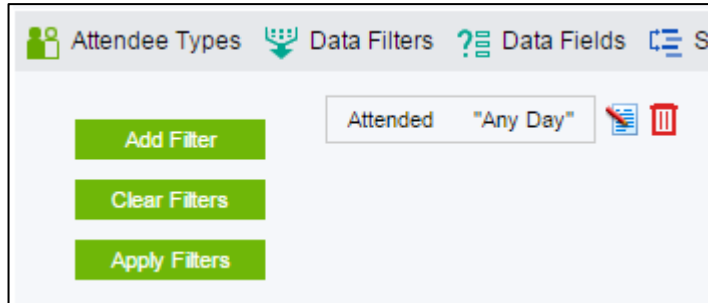 Attendee Types Data Filters Data Fields S
Add Filter
Attended "Any Day"
Clear Filters
Apply Filters